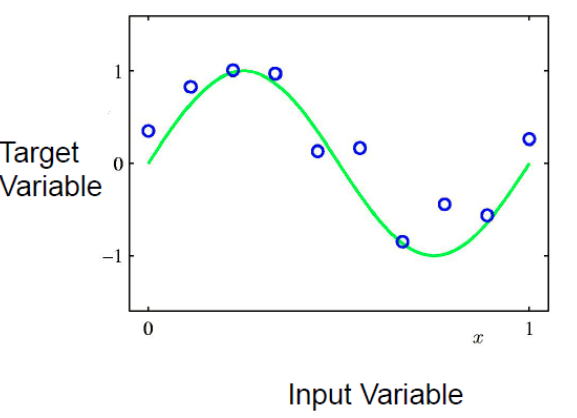 1
Target
Variable
0
−1
0
1
x
Input Variable